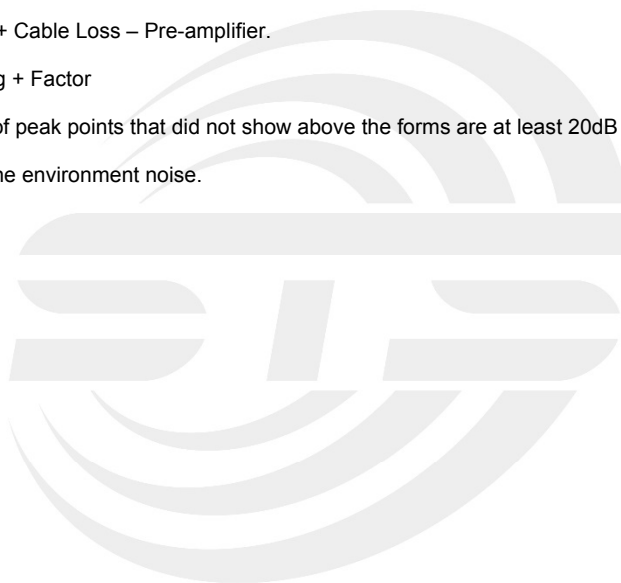 + Cable Loss – Pre-amplifier.
+ Factor
of peak points that did not show above the forms are at least 20dB
environment noise.
STS